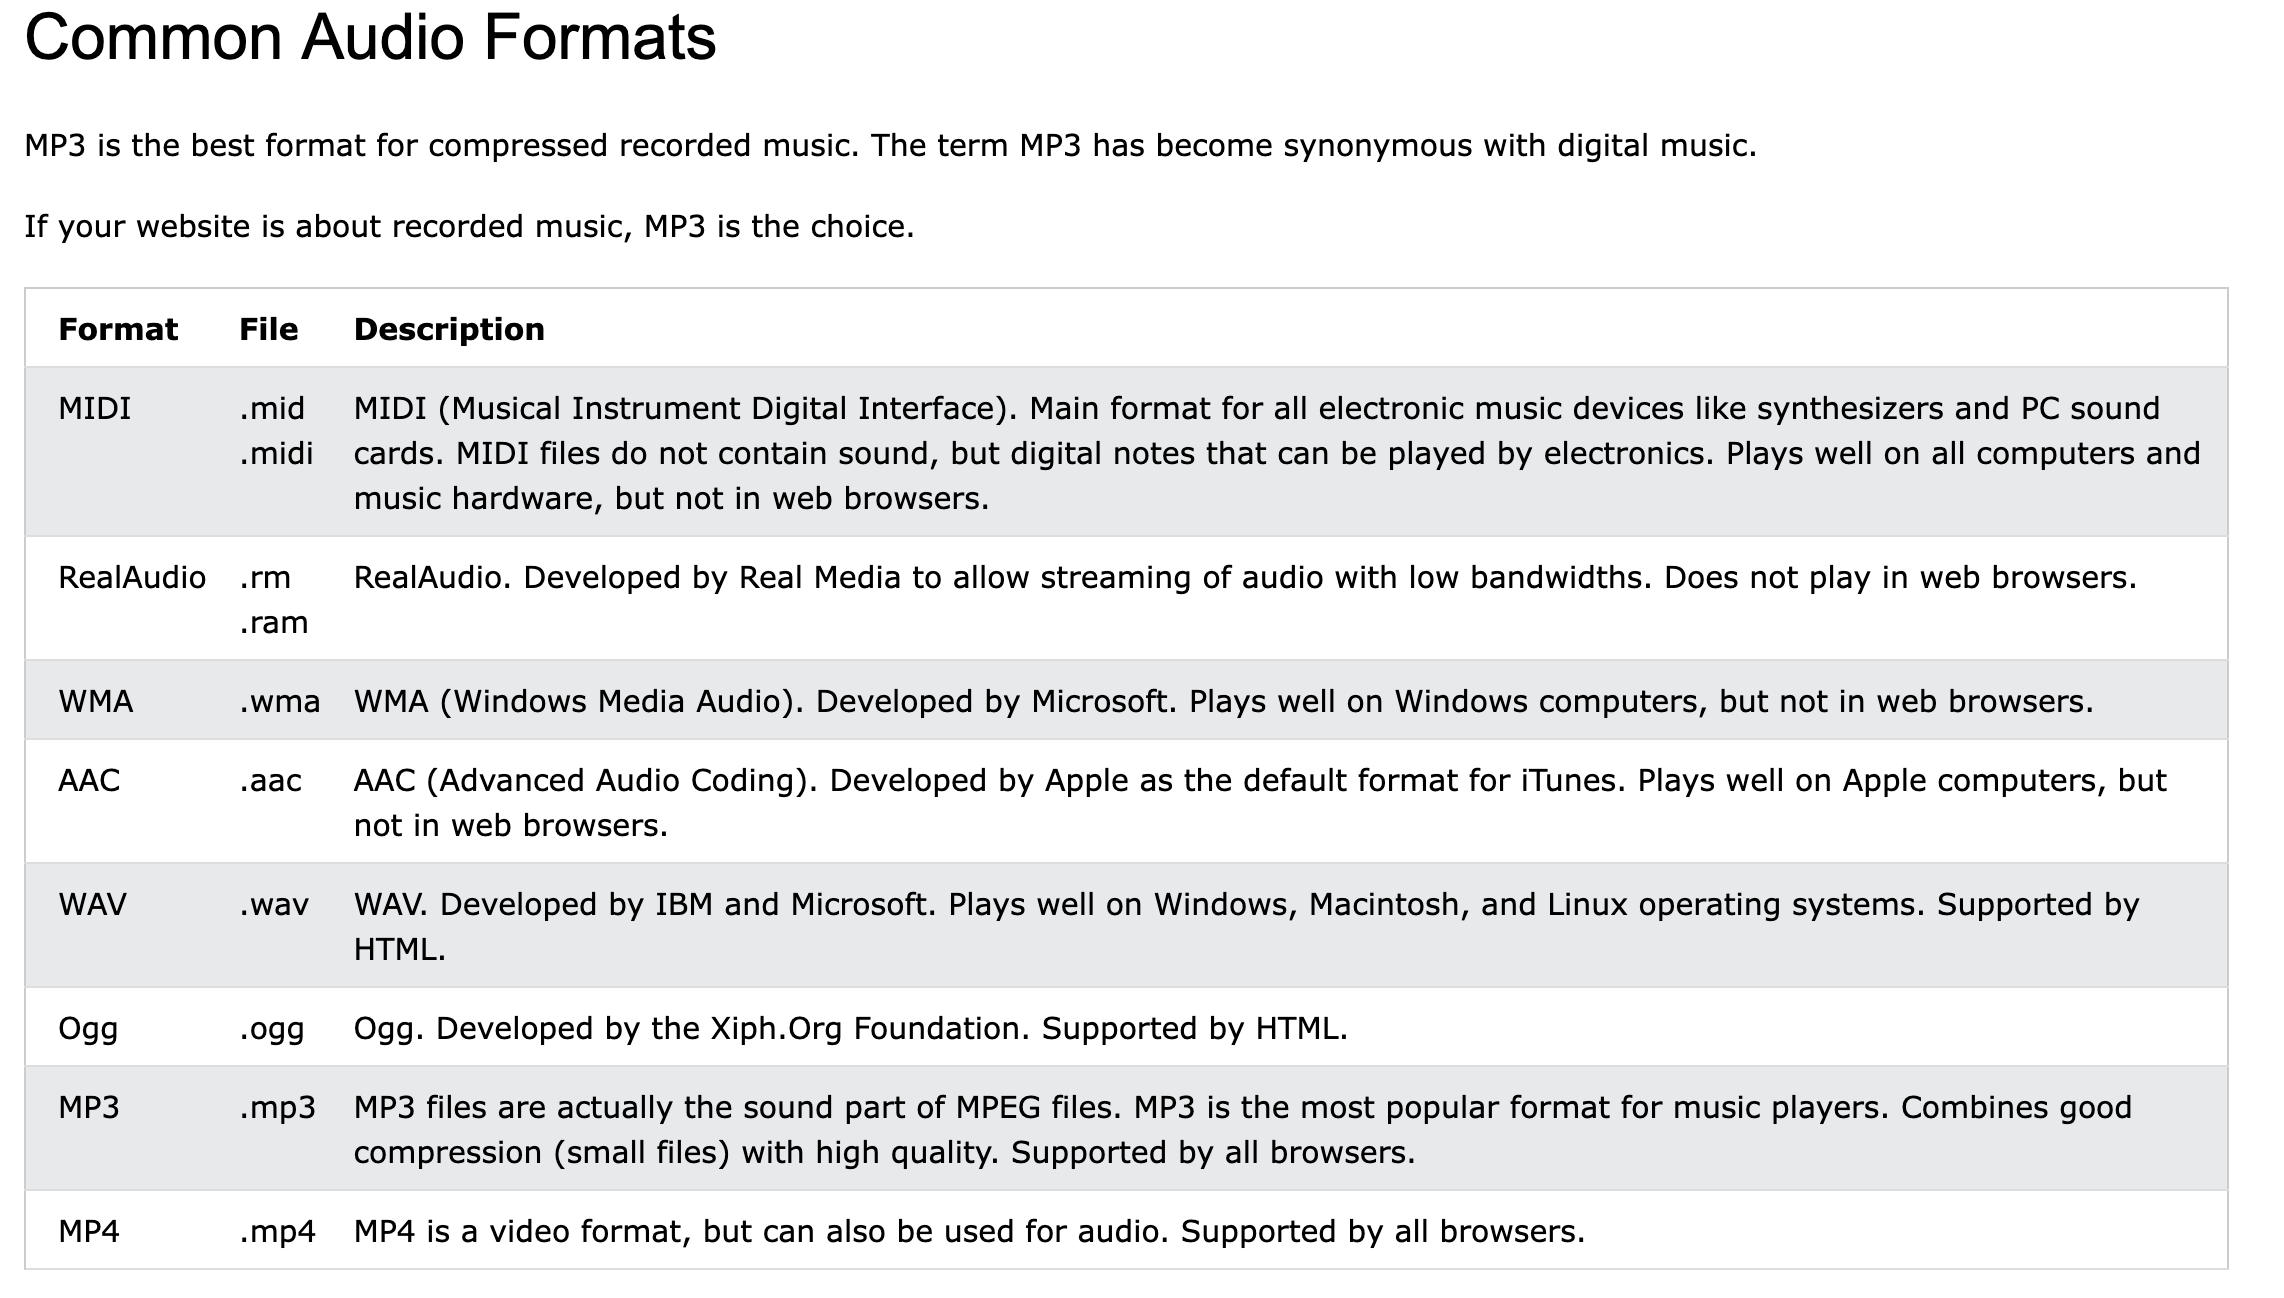 Common Audio Formats
MP3 is the best format for compressed recorded music. The term MP3 has become synonymous with digital music.
If your website is about recorded music, MP3 is the choice.
Format File Description
MIDI .mid MIDI (Musical Instrument Digital Interface). Main format for all electronic music devices like synthesizers and PC sound
.midi cards. MIDI files do not contain sound, but digital notes that can be played by electronics. Plays well on all computers and
music hardware, but not in web browsers.
RealAudio .rm RealAudio. Developed by Real Media to allow streaming of audio with low bandwidths. Does not play in web browsers.
.ram
WMA .wma WMA (Windows Media Audio). Developed by Microsoft. Plays well on Windows computers, but not in web browsers.
AAC .aac AAC (Advanced Audio Coding). Developed by Apple as the default format for iTunes. Plays well on Apple computers, but
not in web browsers.
WAV .wav WAV. Developed by IBM and Microsoft. Plays well on Windows, Macintosh, and Linux operating systems. Supported by
HTML.
Ogg .ogg Ogg. Developed by the Xiph.Org Foundation. Supported by HTML.
MP3 .mp3 MP3 files are actually the sound part of MPEG files. MP3 is the most popular format for music players. Combines good
compression (small files) with high quality. Supported by all browsers.
MP4 .mp4 MP4 is a video format, but can also be used for audio. Supported by all browsers.